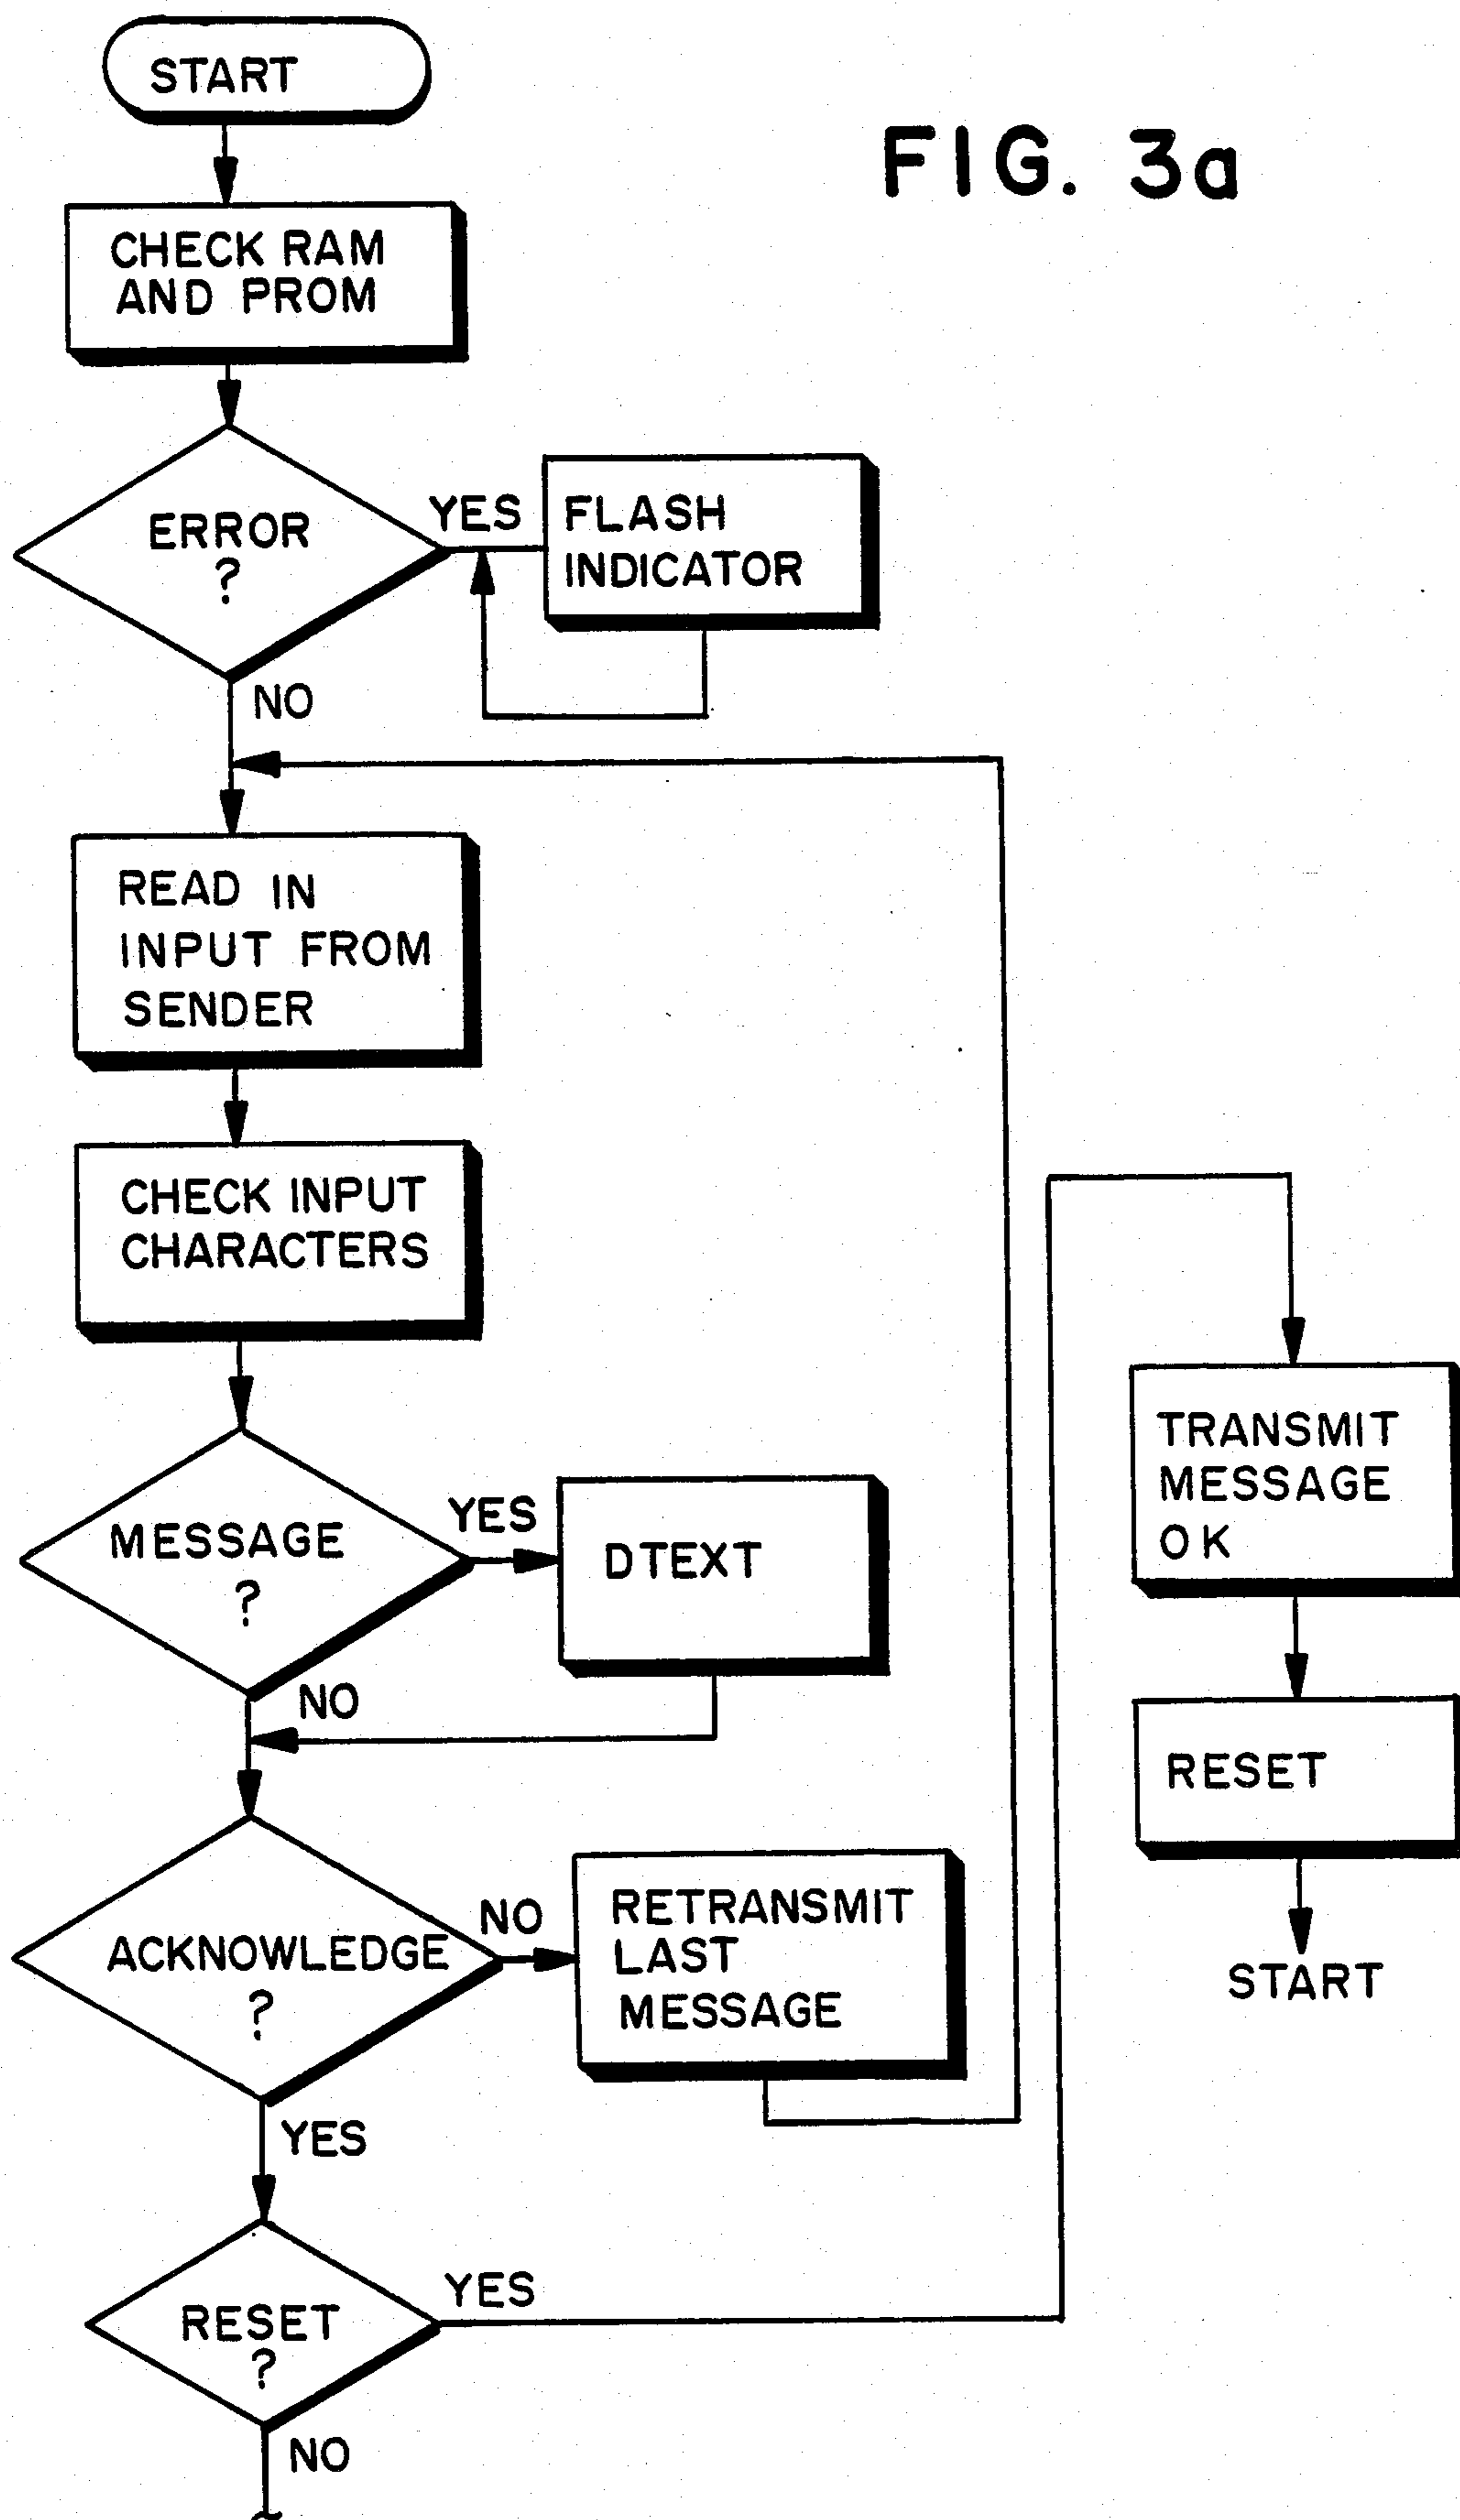 START
FIG. 3a
CHECK RAM
AND PROM
ERROR
?
YES
FLASH
INDICATOR
NO
READ IN
INPUT FROM
SENDER
CHECK INPUT
CHARACTERS
MESSAGE
?
YES
DTEXT
NO
ACKNOWLEDGE
?
NO
RETRANSMIT
LAST
MESSAGE
YES
RESET
?
YES
NO
TRANSMIT
MESSAGE
OK
RESET
START